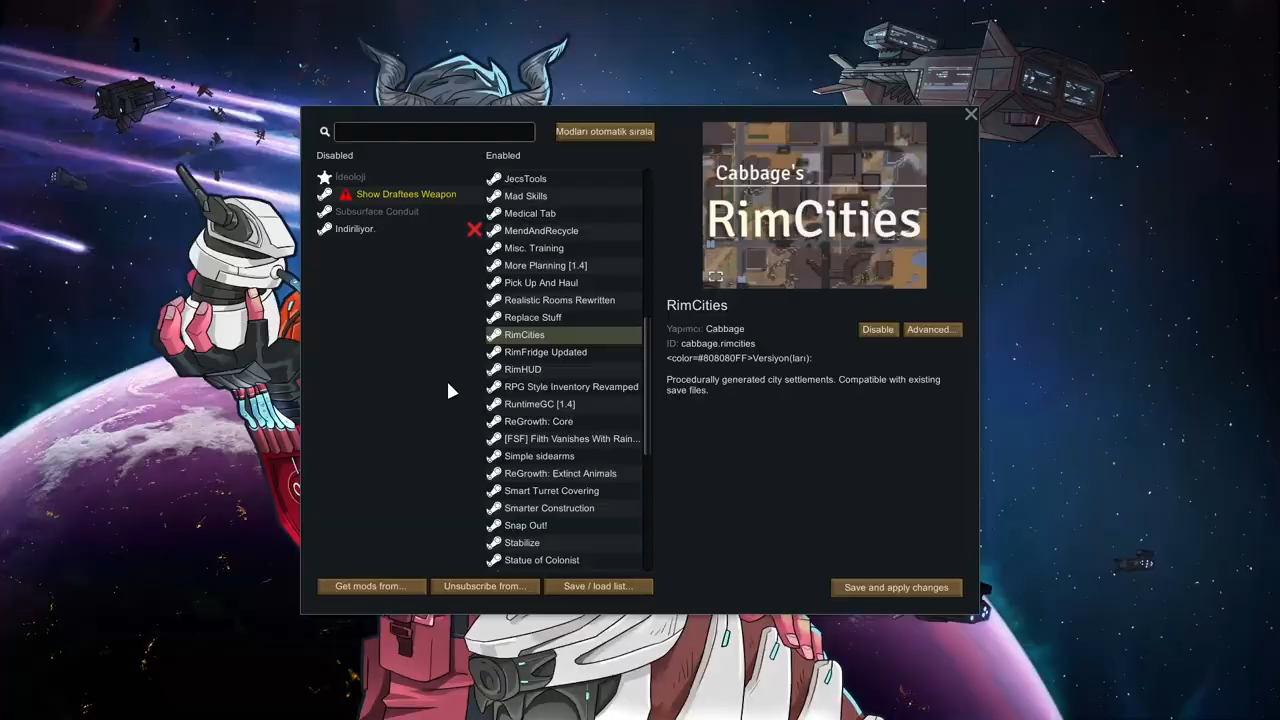 Modları otomatik sırala
Disabled
Enabled
İdeoloji
Show Draftees Weapon
Subsurface Conduit
Indiriliyor.
JecsTools
Mad Skills
Medical Tab
MendAndRecycle
Misc. Training
More Planning [1.4]
Pick Up And Haul
Realistic Rooms Rewritten
Replace Stuff
RimCities
RimFridge Updated
RimHUD
RPG Style Inventory Revamped
RuntimeGC [1.4]
ReGrowth: Core
[FSF] Filth Vanishes With Rain...
Simple sidearms
ReGrowth: Extinct Animals
Smart Turret Covering
Smarter Construction
Snap Out!
Stabilize
Statue of Colonist
Get mods from...
Unsubscribe from...
Save / load list...
Cabbage's
RimCities
RimCities
Yapımcı: Cabbage
Disable
Advanced...
ID: cabbage.rimcities
<color=#808080FF>Versiyon(ları):
Procedurally generated city settlements. Compatible with existing
save files.
Save and apply changes